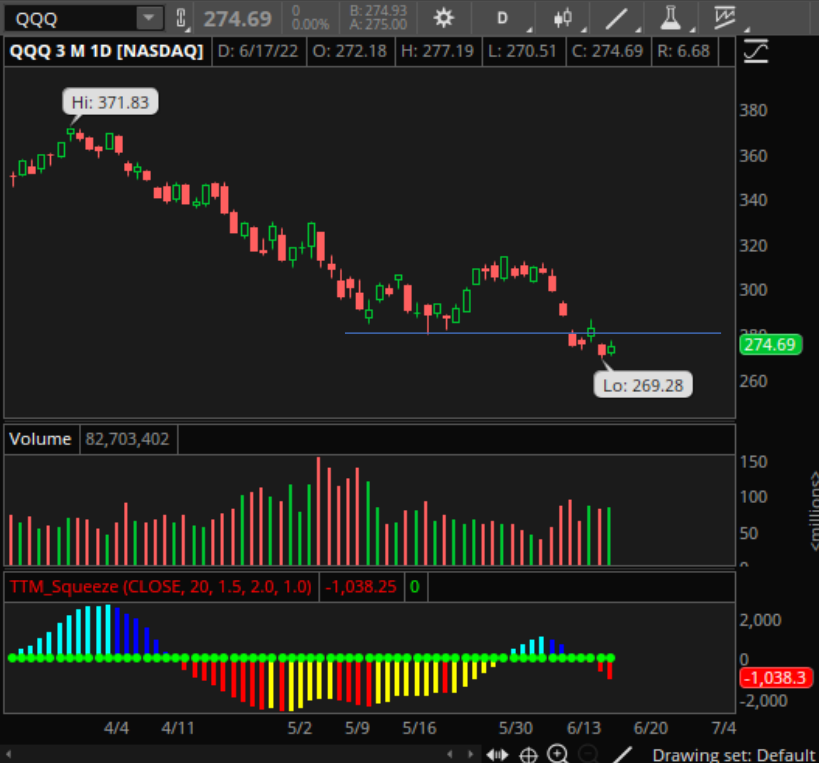 QQQ 274.69 0 B: 274.93 D
0.00% A: 275.00
QQQ 3 M 1D [NASDAQ] D: 6/17/22 O: 272.18 H: 277.19 L: 270.51 C: 274.69 R: 6.68
Hi: 371.83
380
360
340
320
300
280
274.69
260
Lo: 269.28
Volume 82,703,402
150
100
50
0
<millions>
TTM_Squeeze (CLOSE, 20, 1.5, 2.0, 1.0) -1,038.25 0
2,000
0
-1,038.3
-2,000
4/4 4/11 5/2 5/9 5/16 5/30 6/13 6/20 7/4
Drawing set: Default